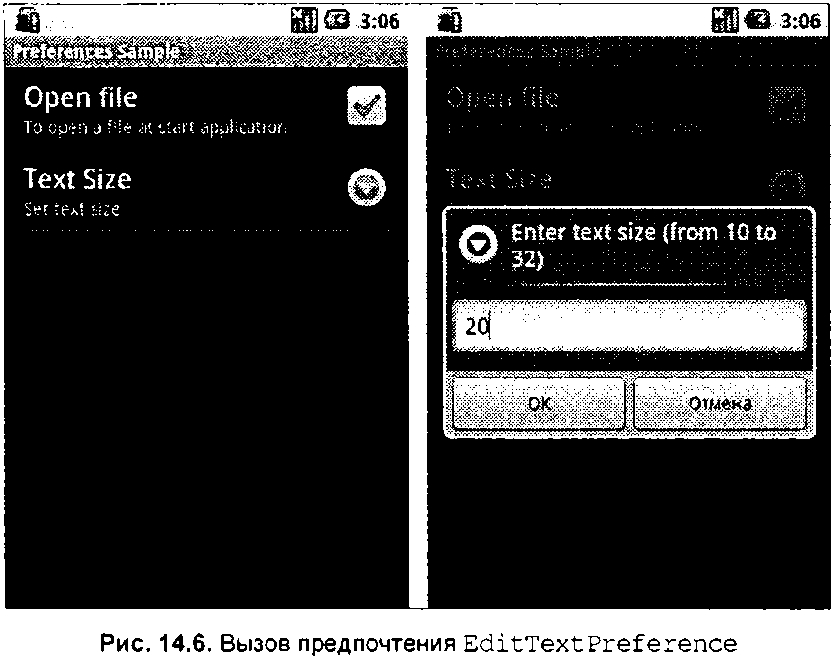 3:06
Preferences Sample
Open file
To open a file at start application
Text Size
Set text size
3:06
Preferences Sample
Open file
Text Size
Enter text size (from 10 to
32)
20
OK
Отмена
Рис. 14.6. Вызов предпочтения EditTextPreference